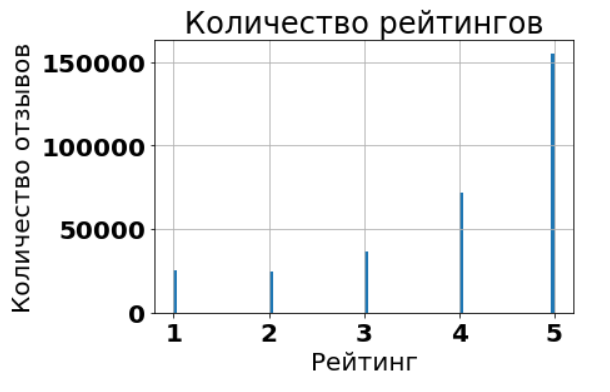 Количество рейтингов
Количество отзывов
150000
100000
50000
0
1 2 3 4 5
Рейтинг